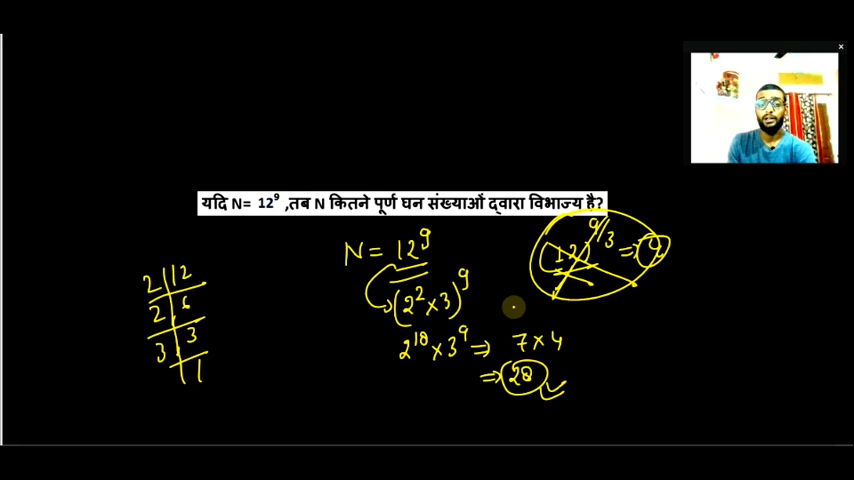 यदि N= 12⁹ ,तब N कितने पूर्ण घन संख्याओं द्वारा विभाज्य है?
N = 12⁹
(12)^9/3 ⇒ 4
2 | 12
2 | 6
3 | 3
| 1
(2² × 3)⁹
2¹⁸ × 3⁹ ⇒ 7 × 4
⇒ 28